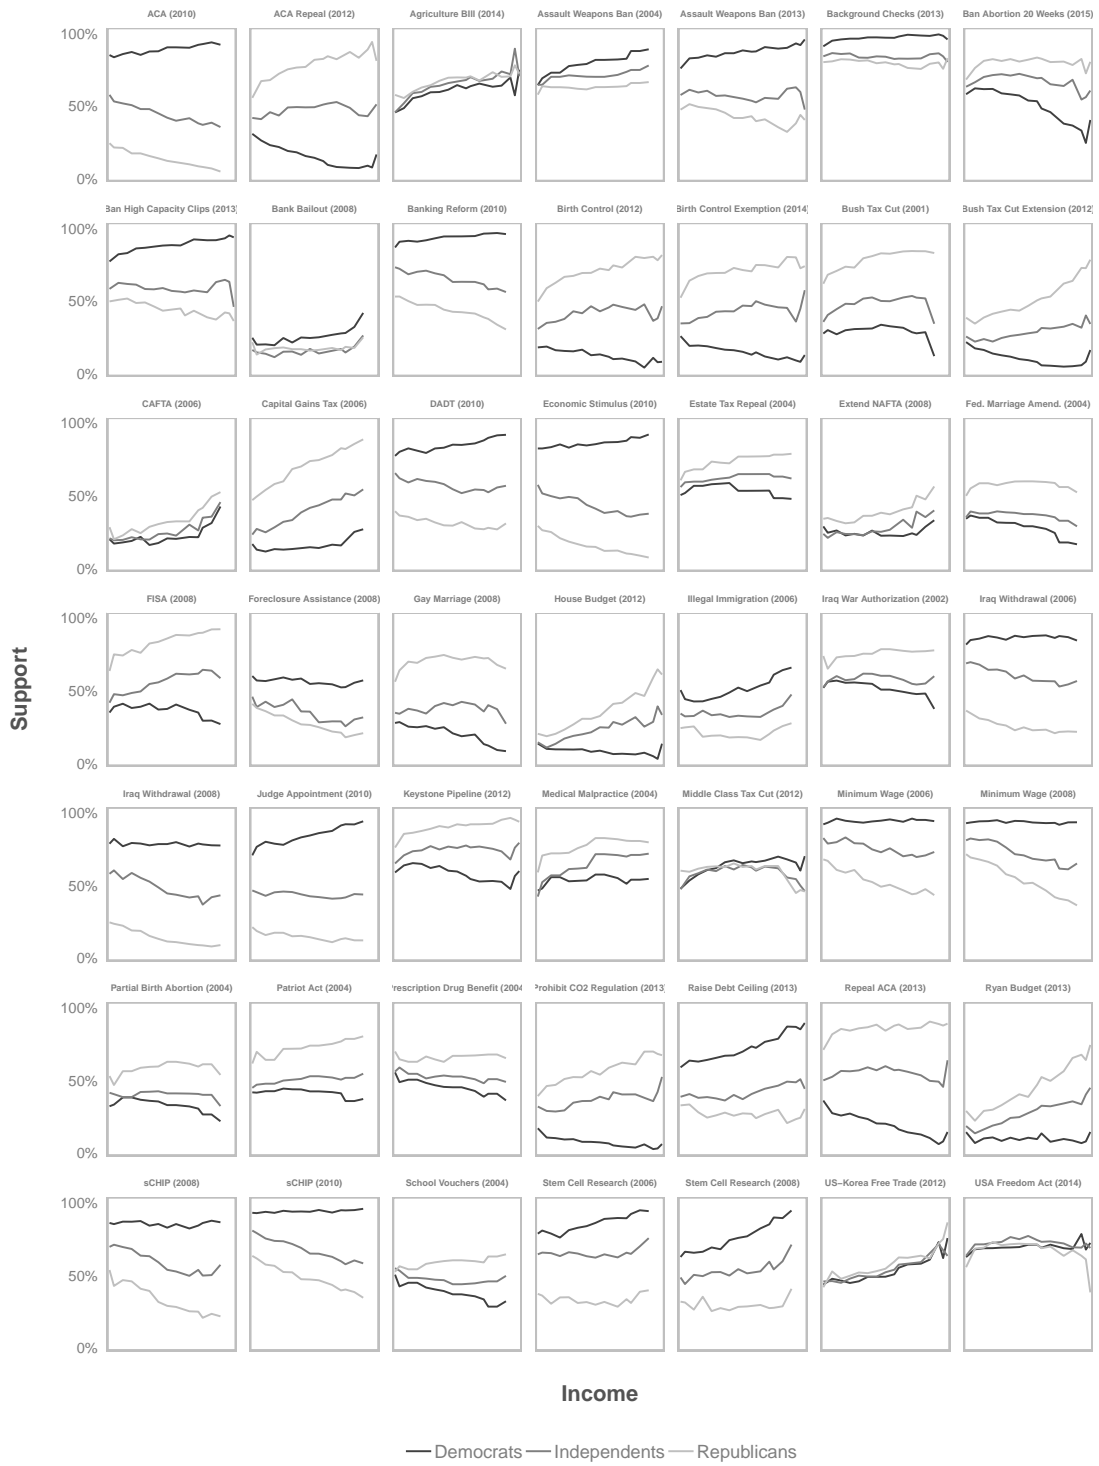 ACA (2010) ACA Repeal (2012) Agriculture BIll (2014) Assault Weapons Ban (2004) Assault Weapons Ban (2013) Background Checks (2013) Ban Abortion 20 Weeks (2015)
100%
50%
0%
Ban High Capacity Clips (2013) Bank Bailout (2008) Banking Reform (2010) Birth Control (2012) Birth Control Exemption (2014) Bush Tax Cut (2001) Bush Tax Cut Extension (2012)
100%
50%
0%
CAFTA (2006) Capital Gains Tax (2006) DADT (2010) Economic Stimulus (2010) Estate Tax Repeal (2004) Extend NAFTA (2008) Fed. Marriage Amend. (2004)
100%
50%
0%
FISA (2008) Foreclosure Assistance (2008) Gay Marriage (2008) House Budget (2012) Illegal Immigration (2006) Iraq War Authorization (2002) Iraq Withdrawal (2006)
100%
50%
0%
Support
Iraq Withdrawal (2008) Judge Appointment (2010) Keystone Pipeline (2012) Medical Malpractice (2004) Middle Class Tax Cut (2012) Minimum Wage (2006) Minimum Wage (2008)
100%
50%
0%
Partial Birth Abortion (2004) Patriot Act (2004) rescription Drug Benefit (2004 Prohibit CO2 Regulation (2013) Raise Debt Ceiling (2013) Repeal ACA (2013) Ryan Budget (2013)
100%
50%
0%
sCHIP (2008) sCHIP (2010) School Vouchers (2004) Stem Cell Research (2006) Stem Cell Research (2008) US−Korea Free Trade (2012) USA Freedom Act (2014)
100%
50%
0%
Income
Democrats Independents Republicans